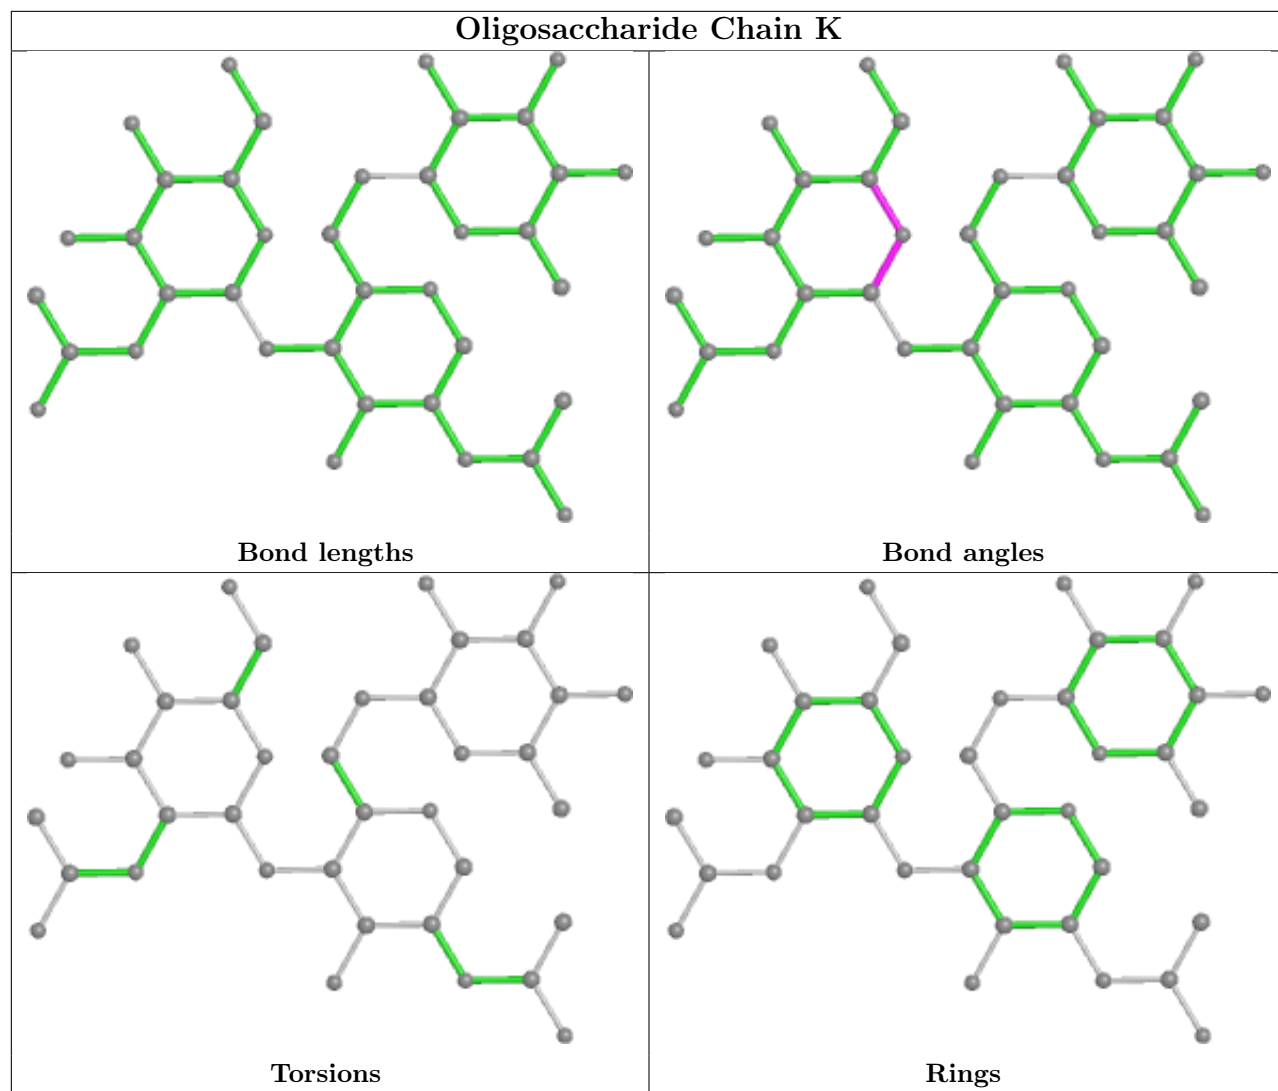 Oligosaccharide Chain K
Bond lengths
Bond angles
Torsions
Rings